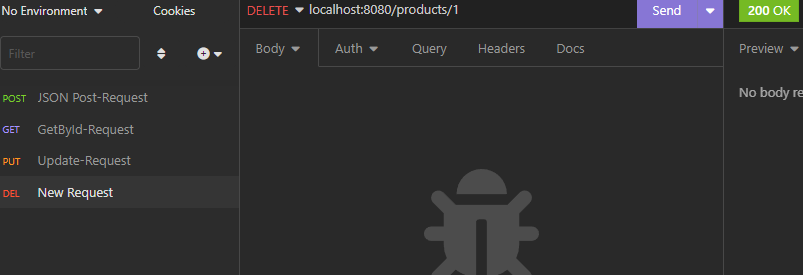 No Environment Cookies
DELETE localhost:8080/products/1 Send 200 OK
Filter
Body Auth Query Headers Docs Preview
POST JSON Post-Request
GET GetById-Request
PUT Update-Request
DEL New Request
No body re